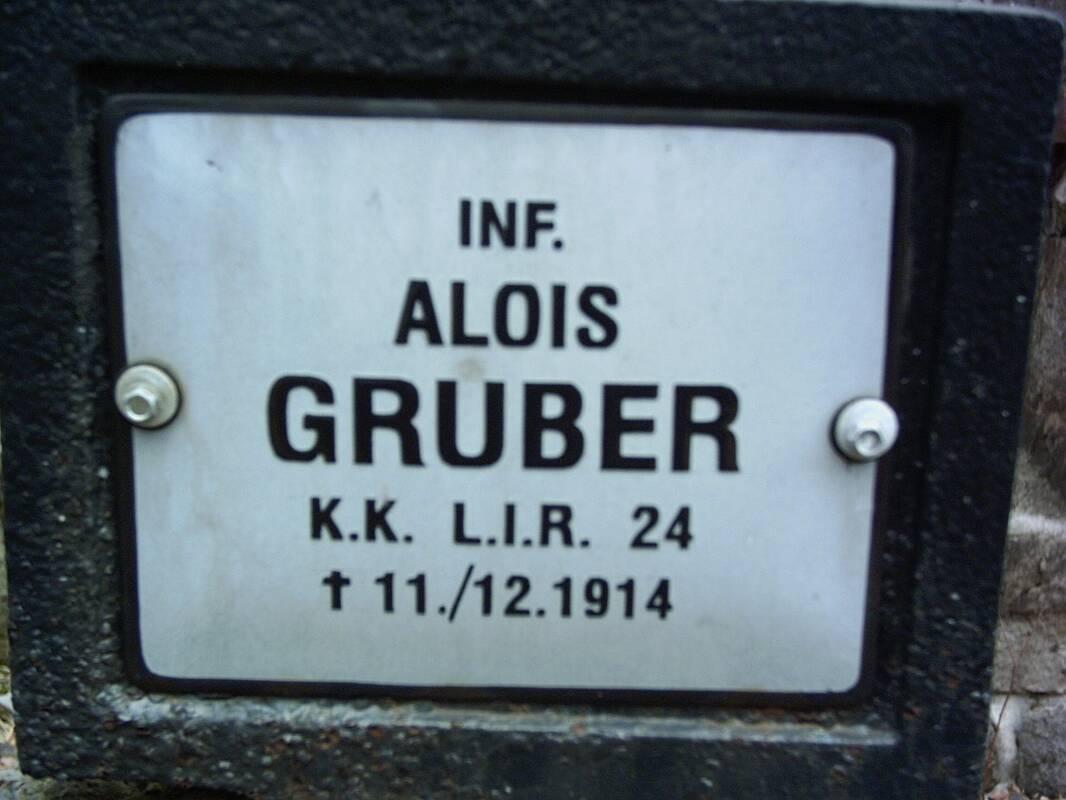 INF.
ALOIS
GRUBER
K.K. L.I.R. 24
† 11./12.1914